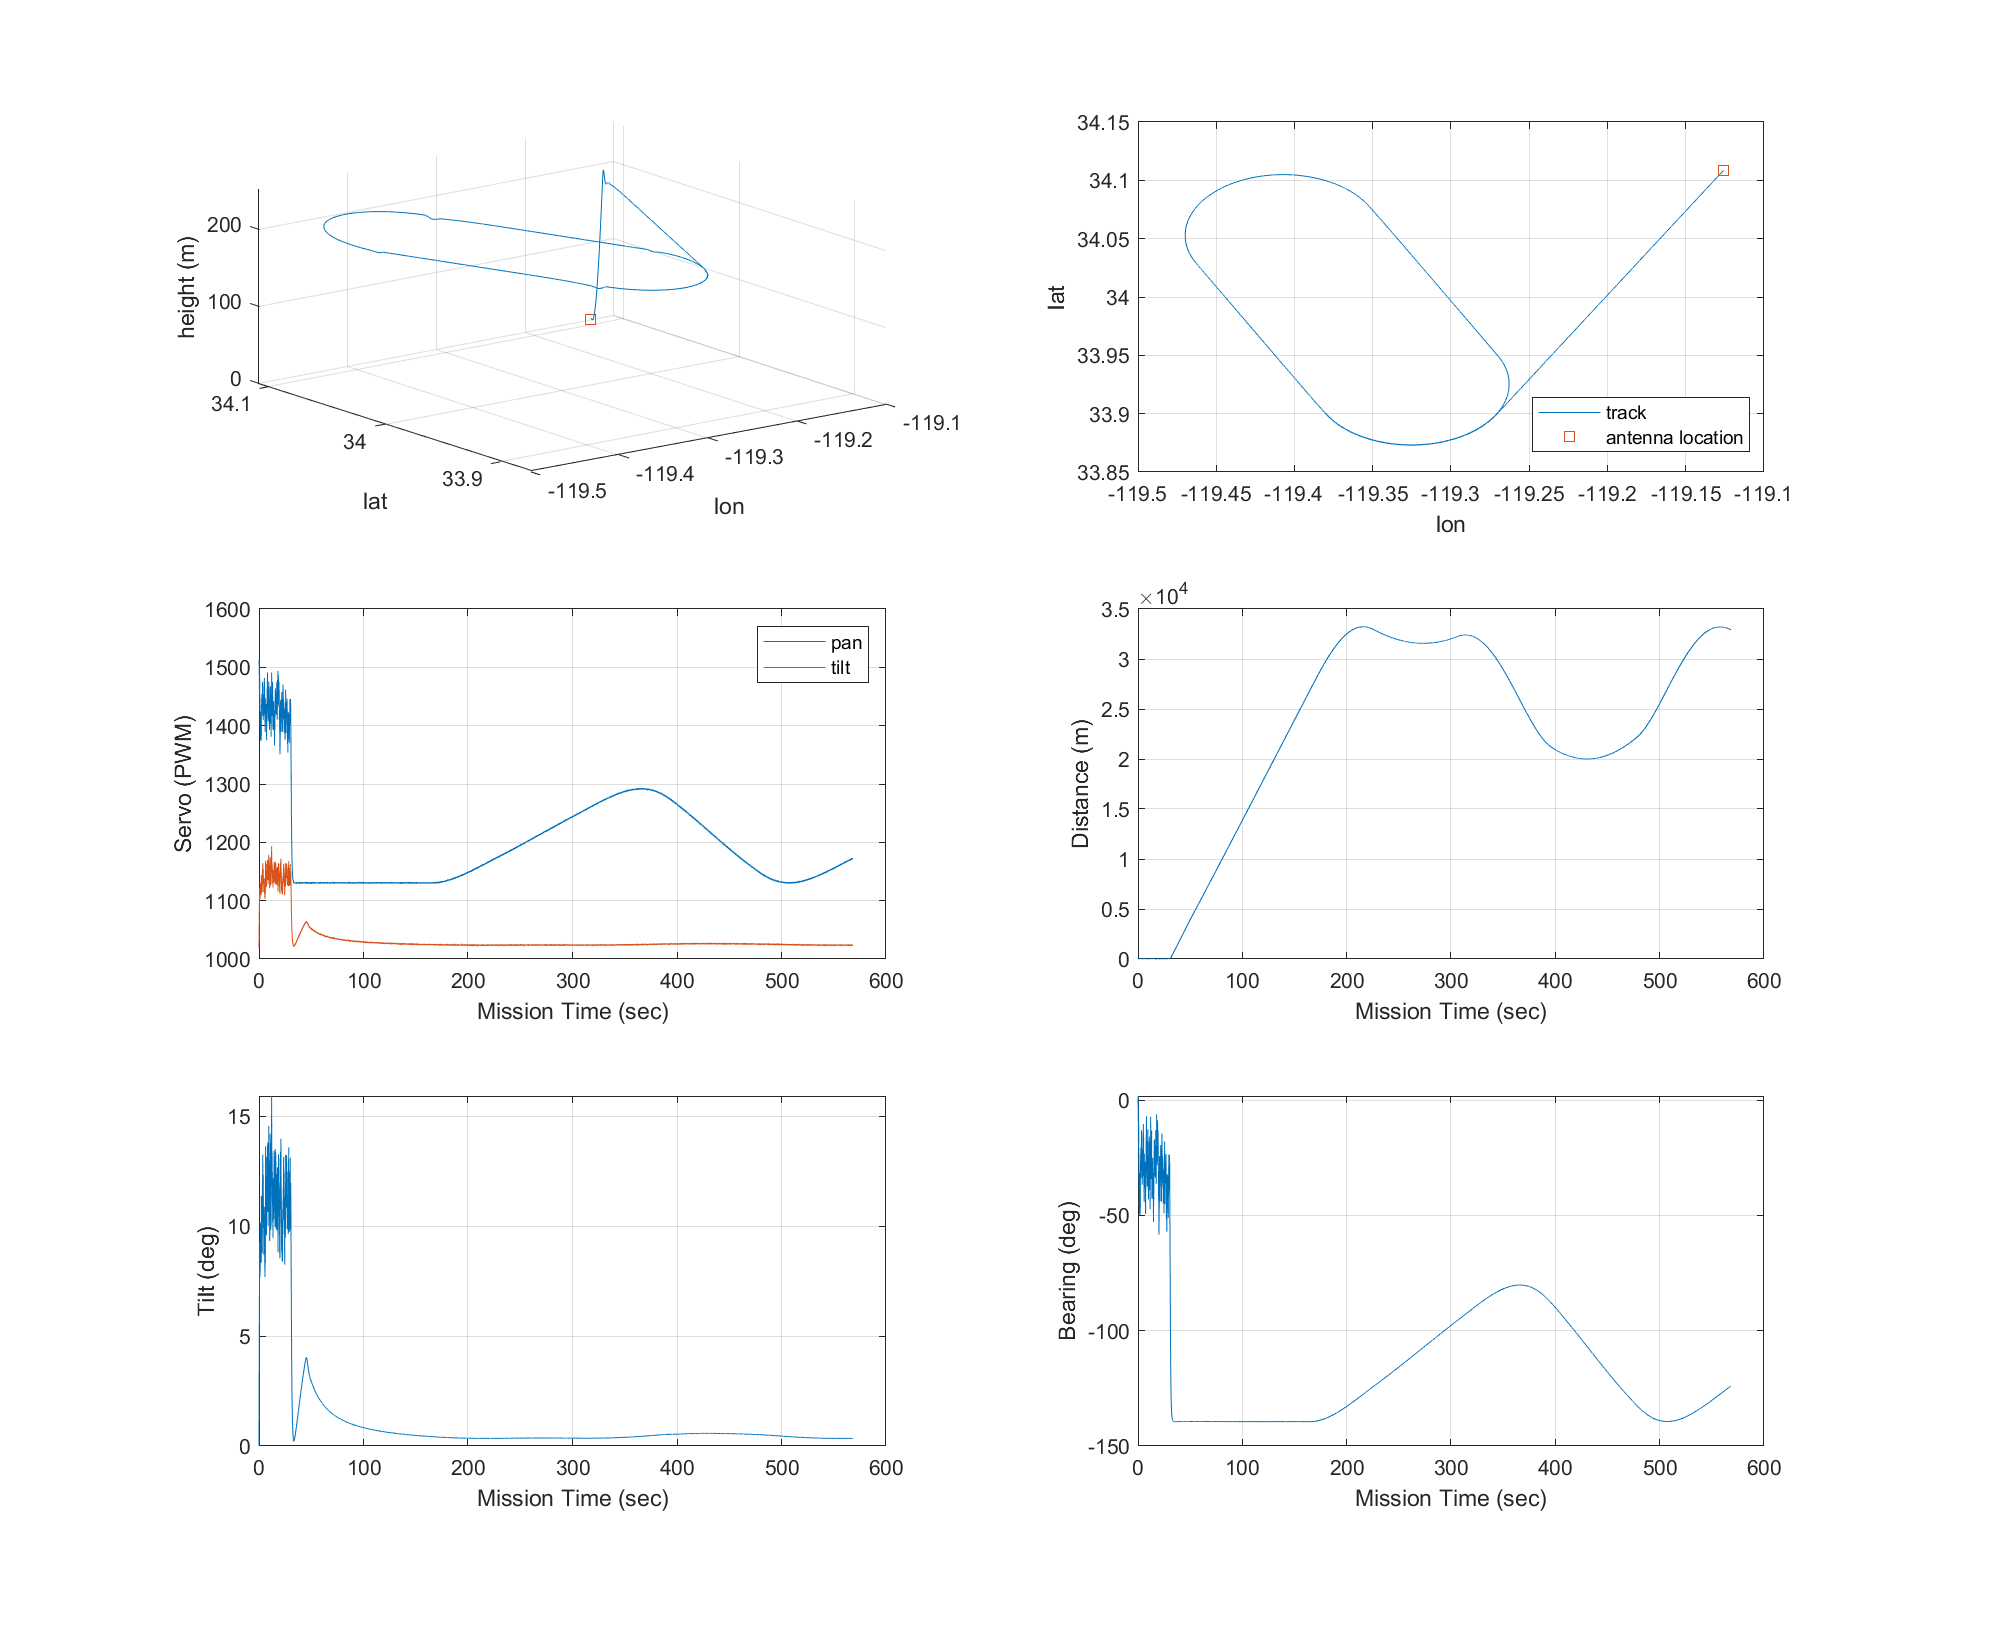 200
100
0
height (m)
34.1
34
33.9
lat
-119.5
-119.4
-119.3
-119.2
-119.1
lon
34.15
34.1
34.05
34
33.95
33.9
33.85
lat
-119.5 -119.45 -119.4 -119.35 -119.3 -119.25 -119.2 -119.15 -119.1
lon
track
antenna location
1600
1500
1400
1300
1200
1100
1000
Servo (PWM)
0 100 200 300 400 500 600
Mission Time (sec)
pan
tilt
×10^4
3.5
3
2.5
2
1.5
1
0.5
0
Distance (m)
0 100 200 300 400 500 600
Mission Time (sec)
15
10
5
0
Tilt (deg)
0 100 200 300 400 500 600
Mission Time (sec)
0
-50
-100
-150
Bearing (deg)
0 100 200 300 400 500 600
Mission Time (sec)